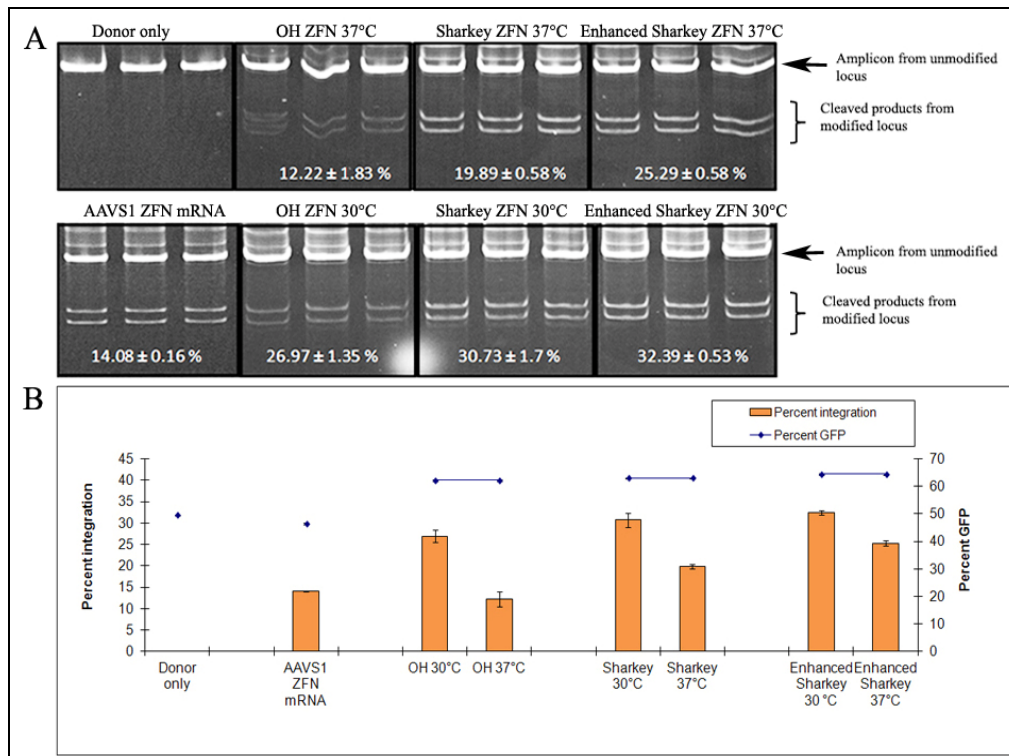 A
Donor only
OH ZFN 37°C
Sharkey ZFN 37°C
Enhanced Sharkey ZFN 37°C
Amplicon from unmodified
locus
Cleaved products from
modified locus
12.22 ± 1.83 %
19.89 ± 0.58 %
25.29 ± 0.58 %
AAVS1 ZFN mRNA
OH ZFN 30°C
Sharkey ZFN 30°C
Enhanced Sharkey ZFN 30°C
Amplicon from unmodified
locus
Cleaved products from
modified locus
14.08 ± 0.16 %
26.97 ± 1.35 %
30.73 ± 1.7 %
32.39 ± 0.53 %
B
Percent integration
Percent GFP
45
40
35
30
25
20
15
10
5
0
Percent integration
70
60
50
40
30
20
10
0
Percent GFP
Donor
only
AAVS1
ZFN
mRNA
OH 30°C
OH 37°C
Sharkey
30°C
Sharkey
37°C
Enhanced
Sharkey
30 °C
Enhanced
Sharkey
37°C